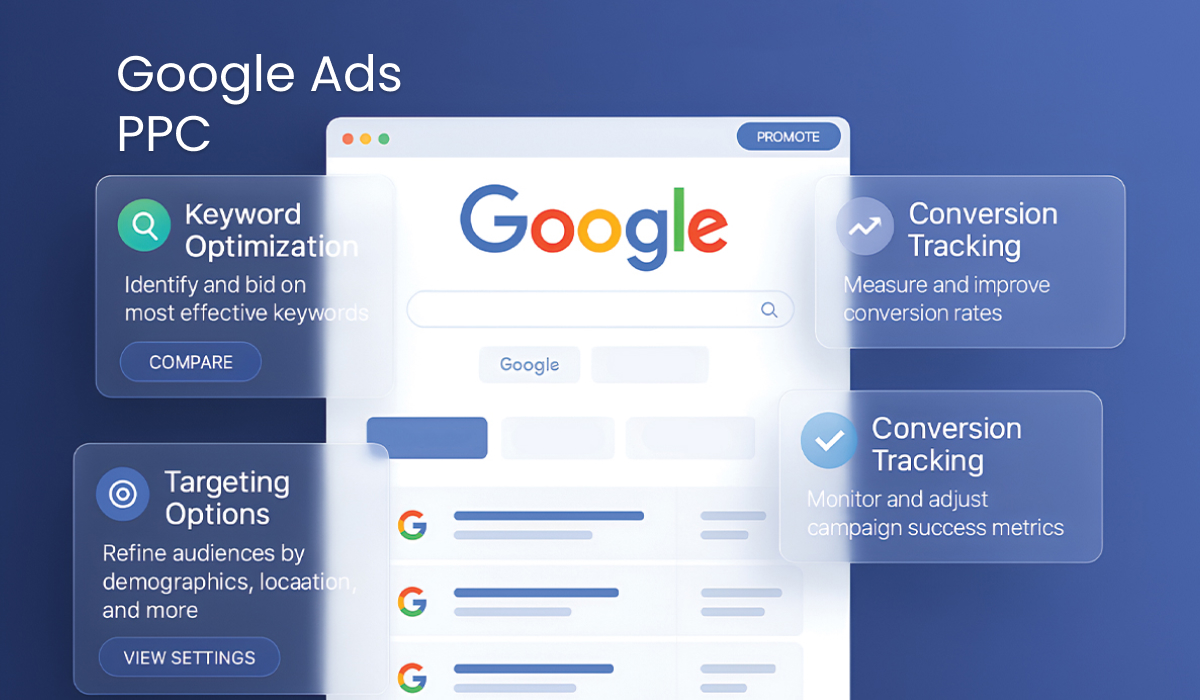 Google Ads
PPC
PROMOTE
Google
Keyword
Optimization
Identify and bid on
most effective keywords
COMPARE
Conversion
Tracking
Measure and improve
conversion rates
Google
Conversion
Tracking
Monitor and adjust
campaign success metrics
Targeting
Options
Refine audiences by
demographics, locaation,
and more
VIEW SETTINGS
G
G
G